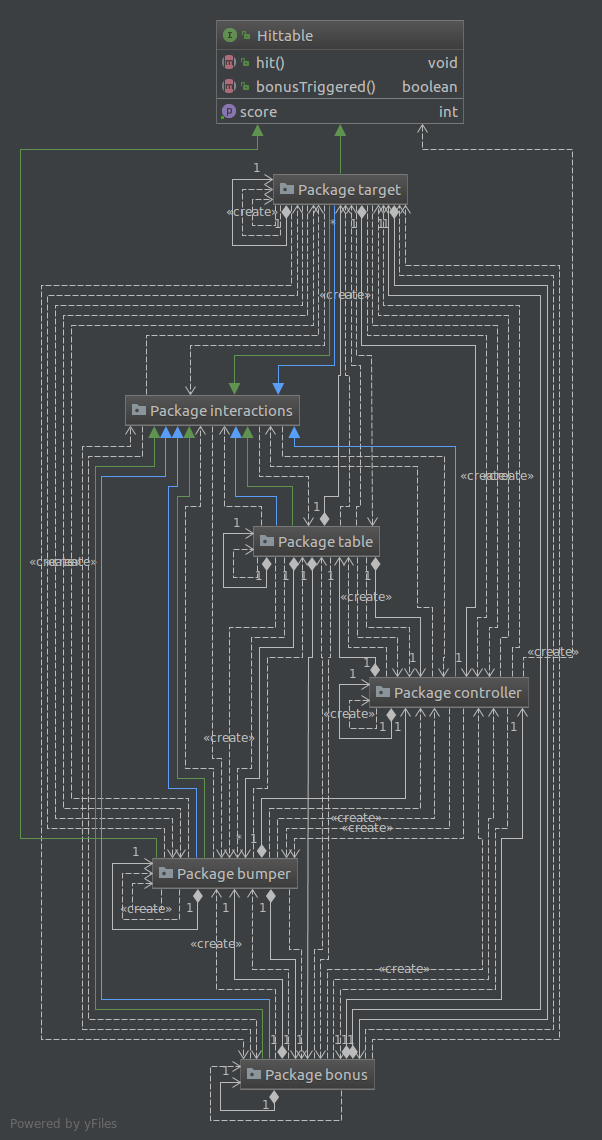 Hittable
hit() void
bonusTriggered() boolean
score int
1
Package target
«create»
1
*
1
1
1
«create»
Package interactions
«create»
«create»
1
1
Package table
«create»
«create»
1
1
1
1
1
«create»
«create»
1
1
1
1
Package controller
«create»
1
1
1
«create»
«create»
«create»
*
1
1
Package bumper
«create»
1
1
1
«create»
«create»
1
1
1
1
1
1
1
Package bonus
1
Powered by yFiles